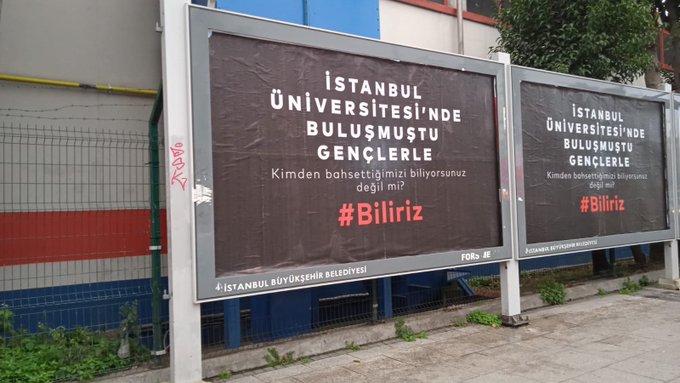 İSTANBUL
ÜNİVERSİTESİ'NDE
BULUŞMUŞTU
GENÇLERLE
Kimden bahsettiğimizi biliyorsunuz
değil mi?
#Biliriz
İSTANBUL BÜYÜKŞEHİR BELEDİYESİ
İSTANBUL
ÜNİVERSİTESİ'NDE
BULUŞMUŞTU
GENÇLERLE
Kimden bahsettiğimizi biliyorsunuz
değil mi?
#Biliriz
İSTANBUL BÜYÜKŞEHİR BELEDİYESİ